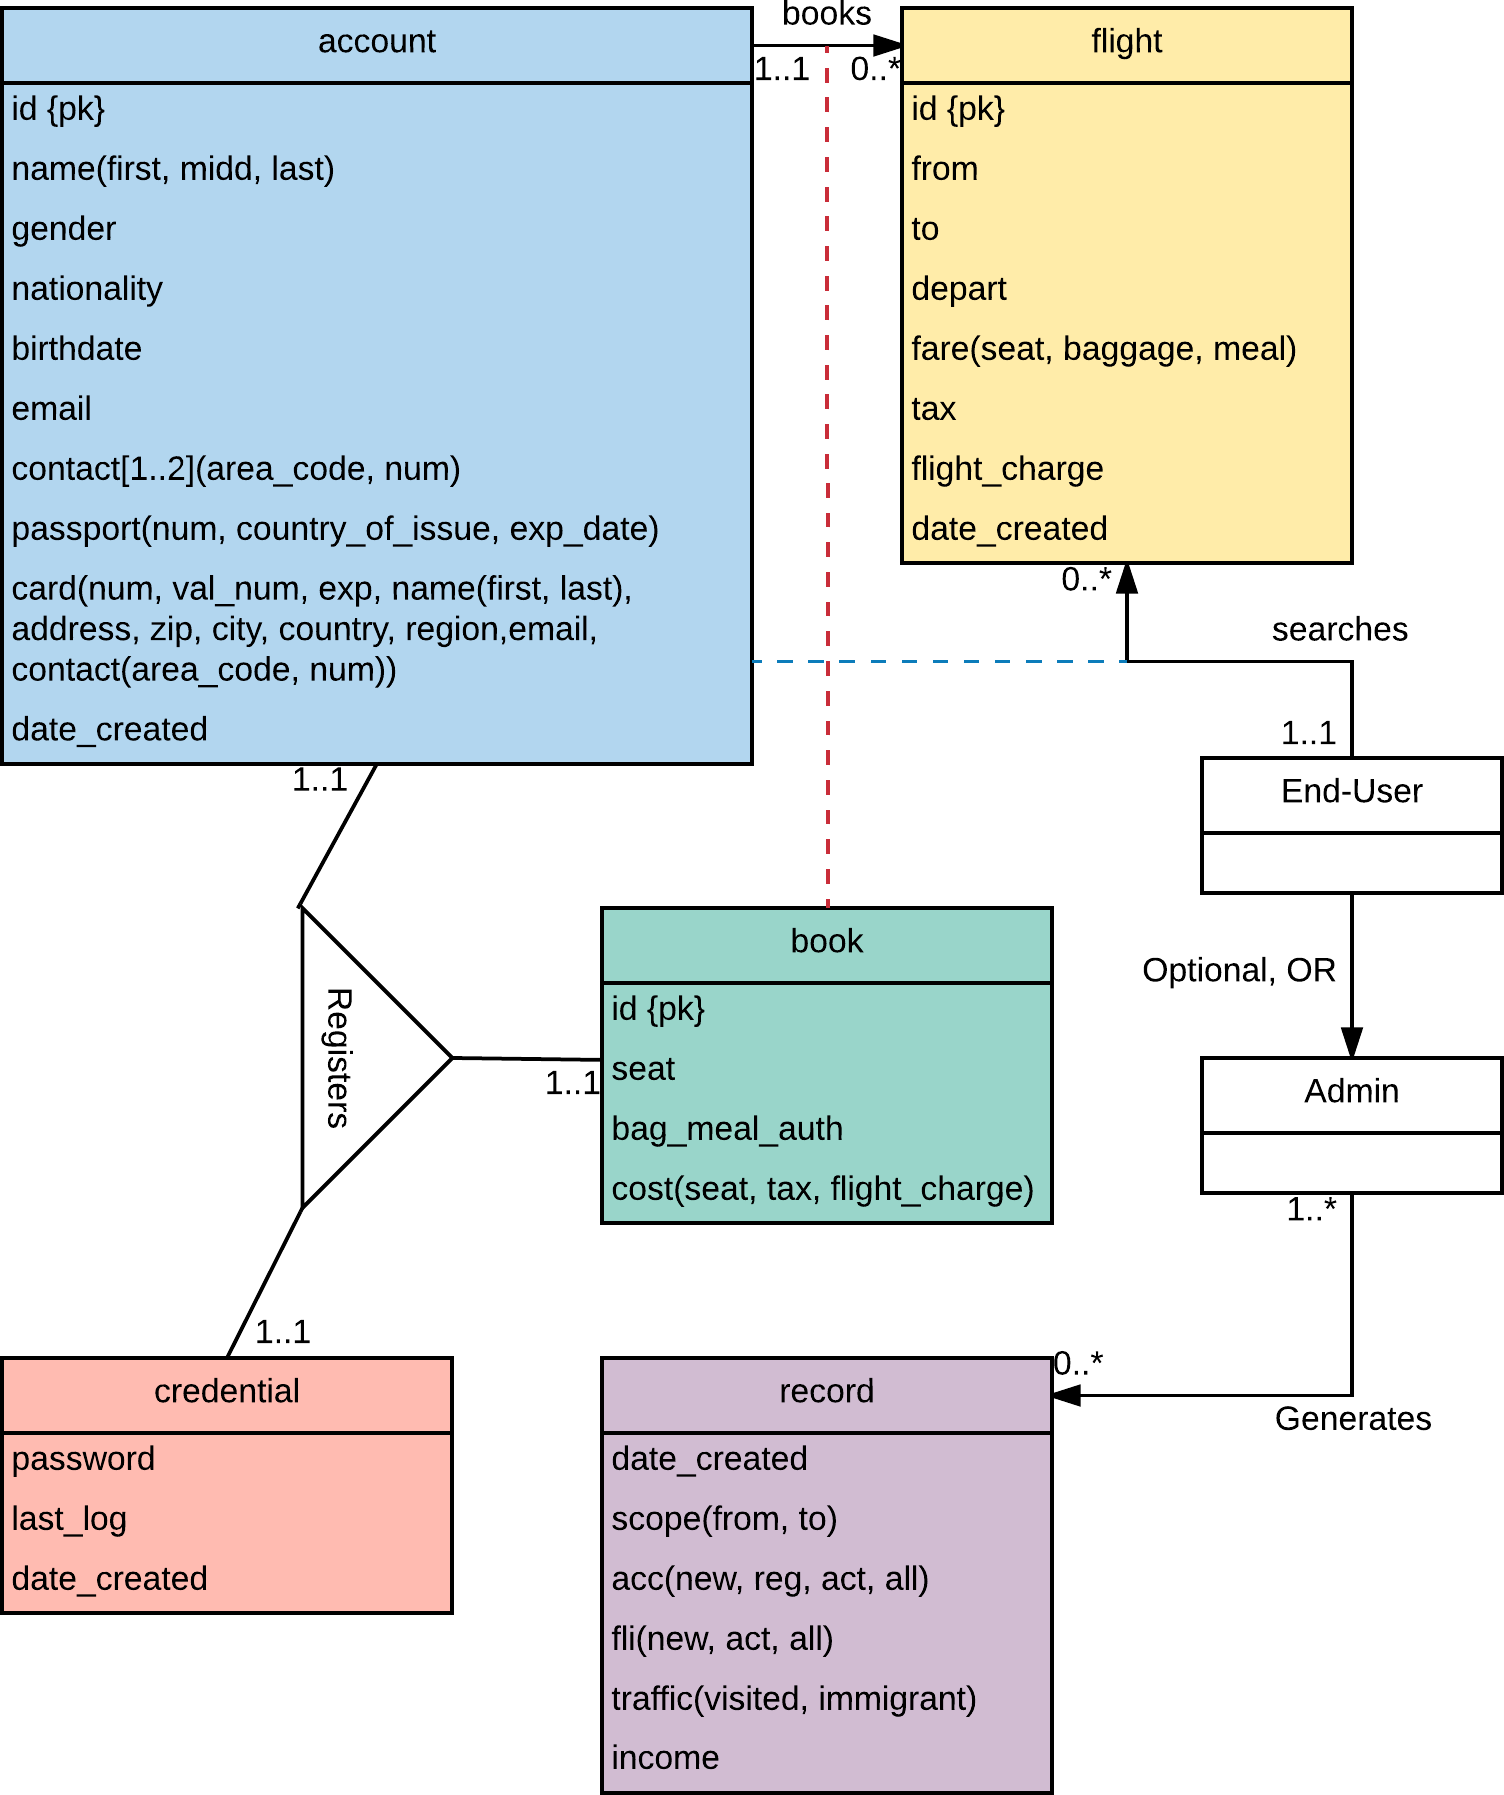 account
id {pk}
name(first, midd, last)
gender
nationality
birthdate
email
contact[1..2](area_code, num)
passport(num, country_of_issue, exp_date)
card(num, val_num, exp, name(first, last),
address, zip, city, country, region,email,
contact(area_code, num))
date_created
books
1..1
0..*
flight
id {pk}
from
to
depart
fare(seat, baggage, meal)
tax
flight_charge
date_created
0..*
searches
1..1
End-User
Optional, OR
Admin
1..*
1..1
Registers
1..1
book
id {pk}
seat
bag_meal_auth
cost(seat, tax, flight_charge)
1..1
credential
password
last_log
date_created
0..*
Generates
record
date_created
scope(from, to)
acc(new, reg, act, all)
fli(new, act, all)
traffic(visited, immigrant)
income